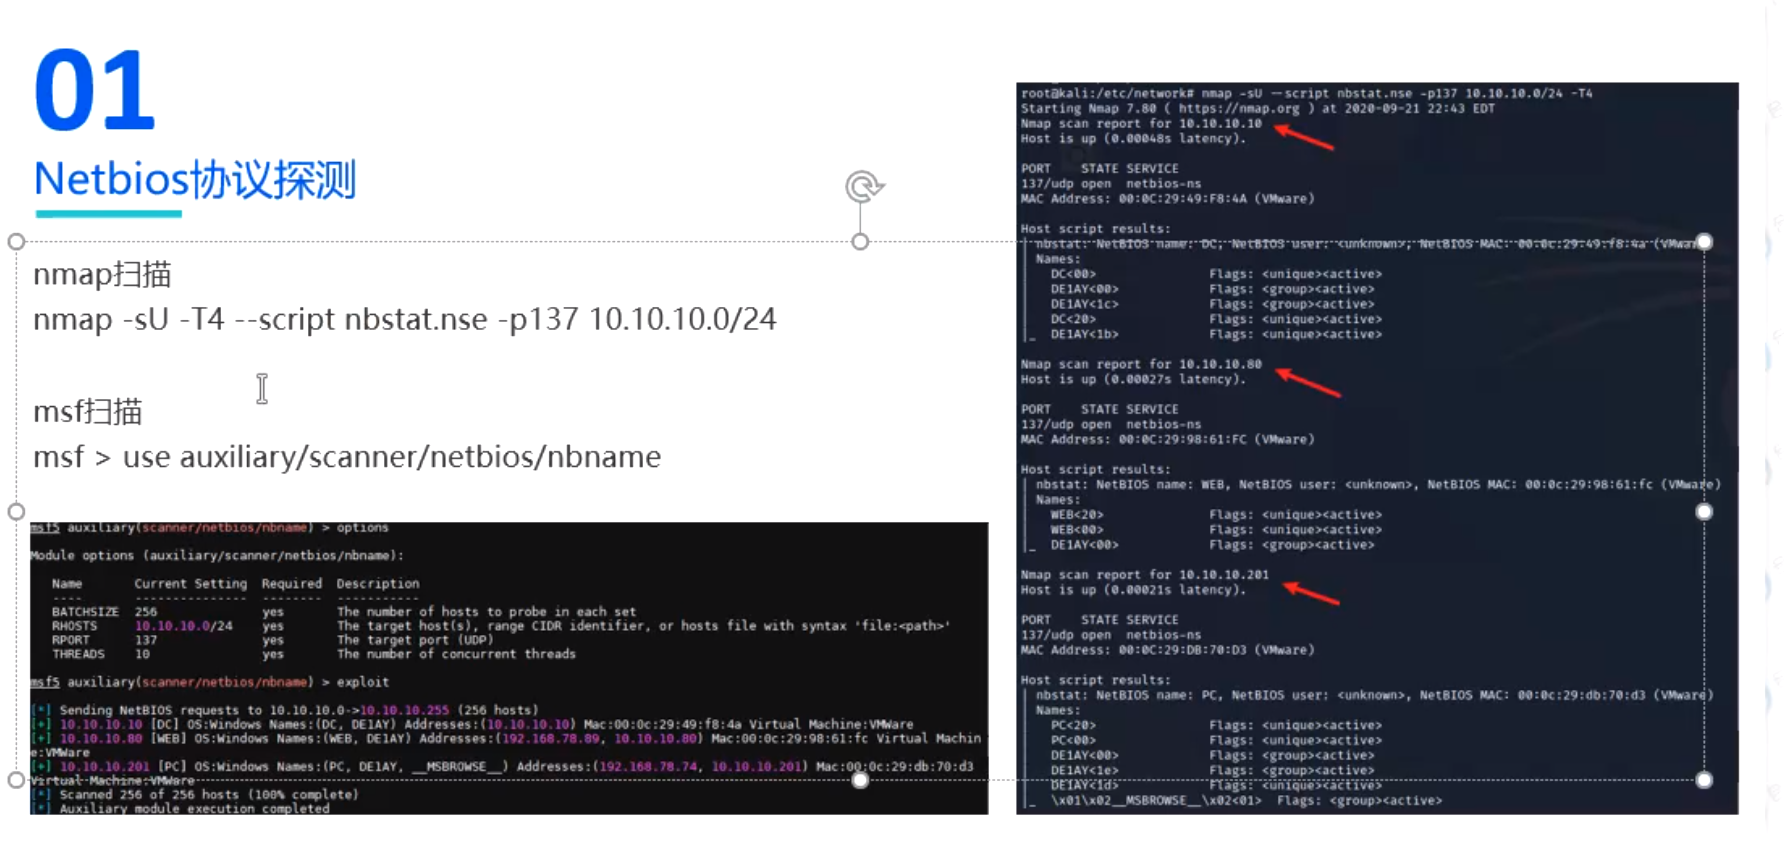 01
Netbios协议探测
nmap扫描
nmap -sU -T4 --script nbstat.nse -p137 10.10.10.0/24
msf扫描
msf > use auxiliary/scanner/netbios/nbname
msf5 auxiliary(scanner/netbios/nbname) > options
Module options (auxiliary/scanner/netbios/nbname):
Name Current Setting Required Description
---- --------------- -------- -----------
BATCHSIZE 256 yes The number of hosts to probe in each set
RHOSTS 10.10.10.0/24 yes The target host(s), range CIDR identifier, or hosts file with syntax 'file:<path>'
RPORT 137 yes The target port (UDP)
THREADS 10 yes The number of concurrent threads
msf5 auxiliary(scanner/netbios/nbname) > exploit
[*] Sending NetBIOS requests to 10.10.10.0->10.10.10.255 (256 hosts)
[+] 10.10.10.10 [DC] OS:Windows Names:(DC, DE1AY) Addresses:(10.10.10.10) Mac:00:0c:29:49:f8:4a Virtual Machine:VMWare
[+] 10.10.10.80 [WEB] OS:Windows Names:(WEB, DE1AY) Addresses:(192.168.78.89, 10.10.10.80) Mac:00:0c:29:98:61:fc Virtual Machin
e:VMWare
[+] 10.10.10.201 [PC] OS:Windows Names:(PC, DE1AY, __MSBROWSE__) Addresses:(192.168.78.74, 10.10.10.201) Mac:00:0c:29:db:70:d3
Virtual Machine:VMWare
[*] Scanned 256 of 256 hosts (100% complete)
[*] Auxiliary module execution completed
root@kali:/etc/network# nmap -sU --script nbstat.nse -p137 10.10.10.0/24 -T4
Starting Nmap 7.80 ( https://nmap.org ) at 2020-09-21 22:43 EDT
Nmap scan report for 10.10.10.10
Host is up (0.00048s latency).
PORT STATE SERVICE
137/udp open netbios-ns
MAC Address: 00:0C:29:49:F8:4A (VMware)
Host script results:
| nbstat: NetBIOS name: DC, NetBIOS user: <unknown>, NetBIOS MAC: 00:0c:29:49:f8:4a (VMware)
| Names:
| DC<00> Flags: <unique><active>
| DE1AY<00> Flags: <group><active>
| DE1AY<1c> Flags: <group><active>
| DC<20> Flags: <unique><active>
|_ DE1AY<1b> Flags: <unique><active>
Nmap scan report for 10.10.10.80
Host is up (0.00027s latency).
PORT STATE SERVICE
137/udp open netbios-ns
MAC Address: 00:0C:29:98:61:FC (VMware)
Host script results:
| nbstat: NetBIOS name: WEB, NetBIOS user: <unknown>, NetBIOS MAC: 00:0c:29:98:61:fc (VMware)
| Names:
| WEB<20> Flags: <unique><active>
| WEB<00> Flags: <unique><active>
|_ DE1AY<00> Flags: <group><active>
Nmap scan report for 10.10.10.201
Host is up (0.00021s latency).
PORT STATE SERVICE
137/udp open netbios-ns
MAC Address: 00:0C:29:DB:70:D3 (VMware)
Host script results:
| nbstat: NetBIOS name: PC, NetBIOS user: <unknown>, NetBIOS MAC: 00:0c:29:db:70:d3 (VMware)
| Names:
| PC<20> Flags: <unique><active>
| PC<00> Flags: <unique><active>
| DE1AY<00> Flags: <group><active>
| DE1AY<1e> Flags: <group><active>
| DE1AY<1d> Flags: <unique><active>
|_ \x01\x02__MSBROWSE__\x02<01> Flags: <group><active>